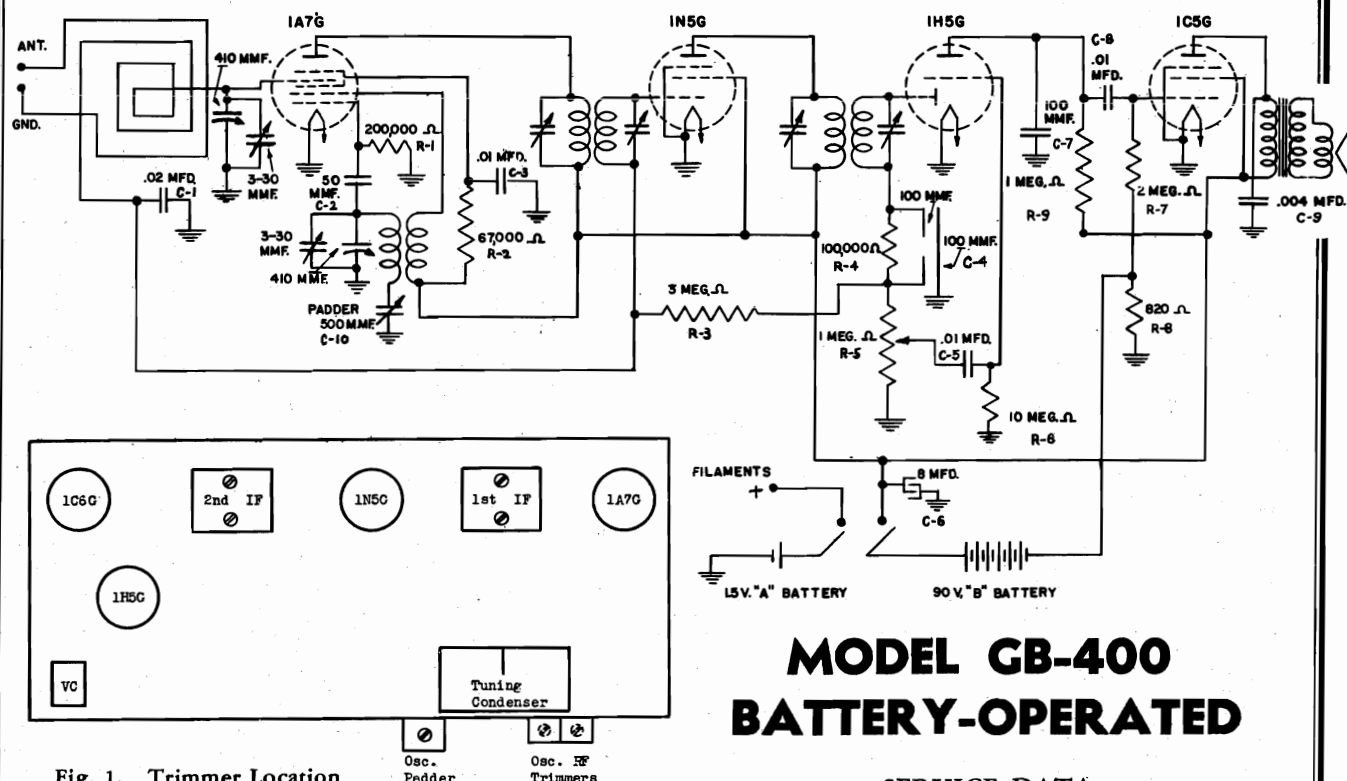 1A7G
1N5G
1H5G
1C5G
ANT.
GND.
410 MMF.
3-30
MMF.
.02 MFD.
C-1
200,000 Ω
R-1
50
MMF.
C-2
3-30
MMF.
410 MMF.
PADDER
500 MMF
C-10
.01 MFD.
C-3
67,000 Ω
R-2
3 MEG. Ω
R-3
100 MMF.
100,000 Ω
R-4
100 MMF.
C-4
1 MEG. Ω
R-5
.01 MFD.
C-5
10 MEG. Ω
R-6
100
MMF.
C-7
1 MEG. Ω
R-9
C-8
.01
MFD.
2 MEG. Ω
R-7
820 Ω
R-8
.004 MFD.
C-9
FILAMENTS
+
8 MFD.
C-6
1.5V. "A" BATTERY
90 V. "B" BATTERY
1C6G
2nd IF
1N5G
1st IF
1A7G
1H5G
VC
Tuning
Condenser
Osc.
Padder
Osc. RF
Trimmers
Fig. 1. Trimmer Location
MODEL GB-400
BATTERY-OPERATED
SERVICE DATA